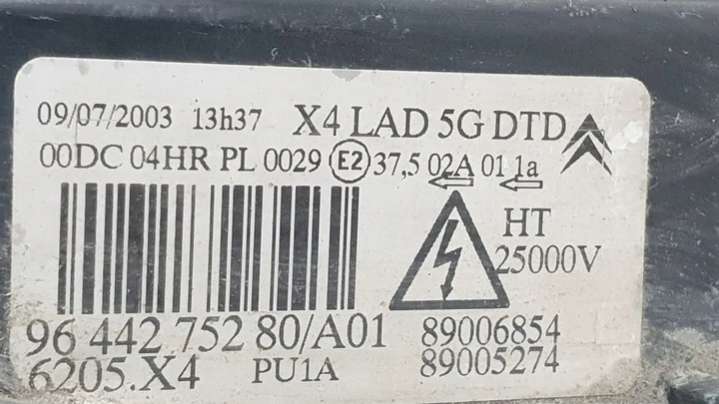 09/07/2003 13h37 X4 LAD 5G DTD
00DC 04HR PL 0029 E2 37,5 02A 01 1a
HT
25000V
96 442 752 80/A01 89006854
6205.X4 PU1A 89005274